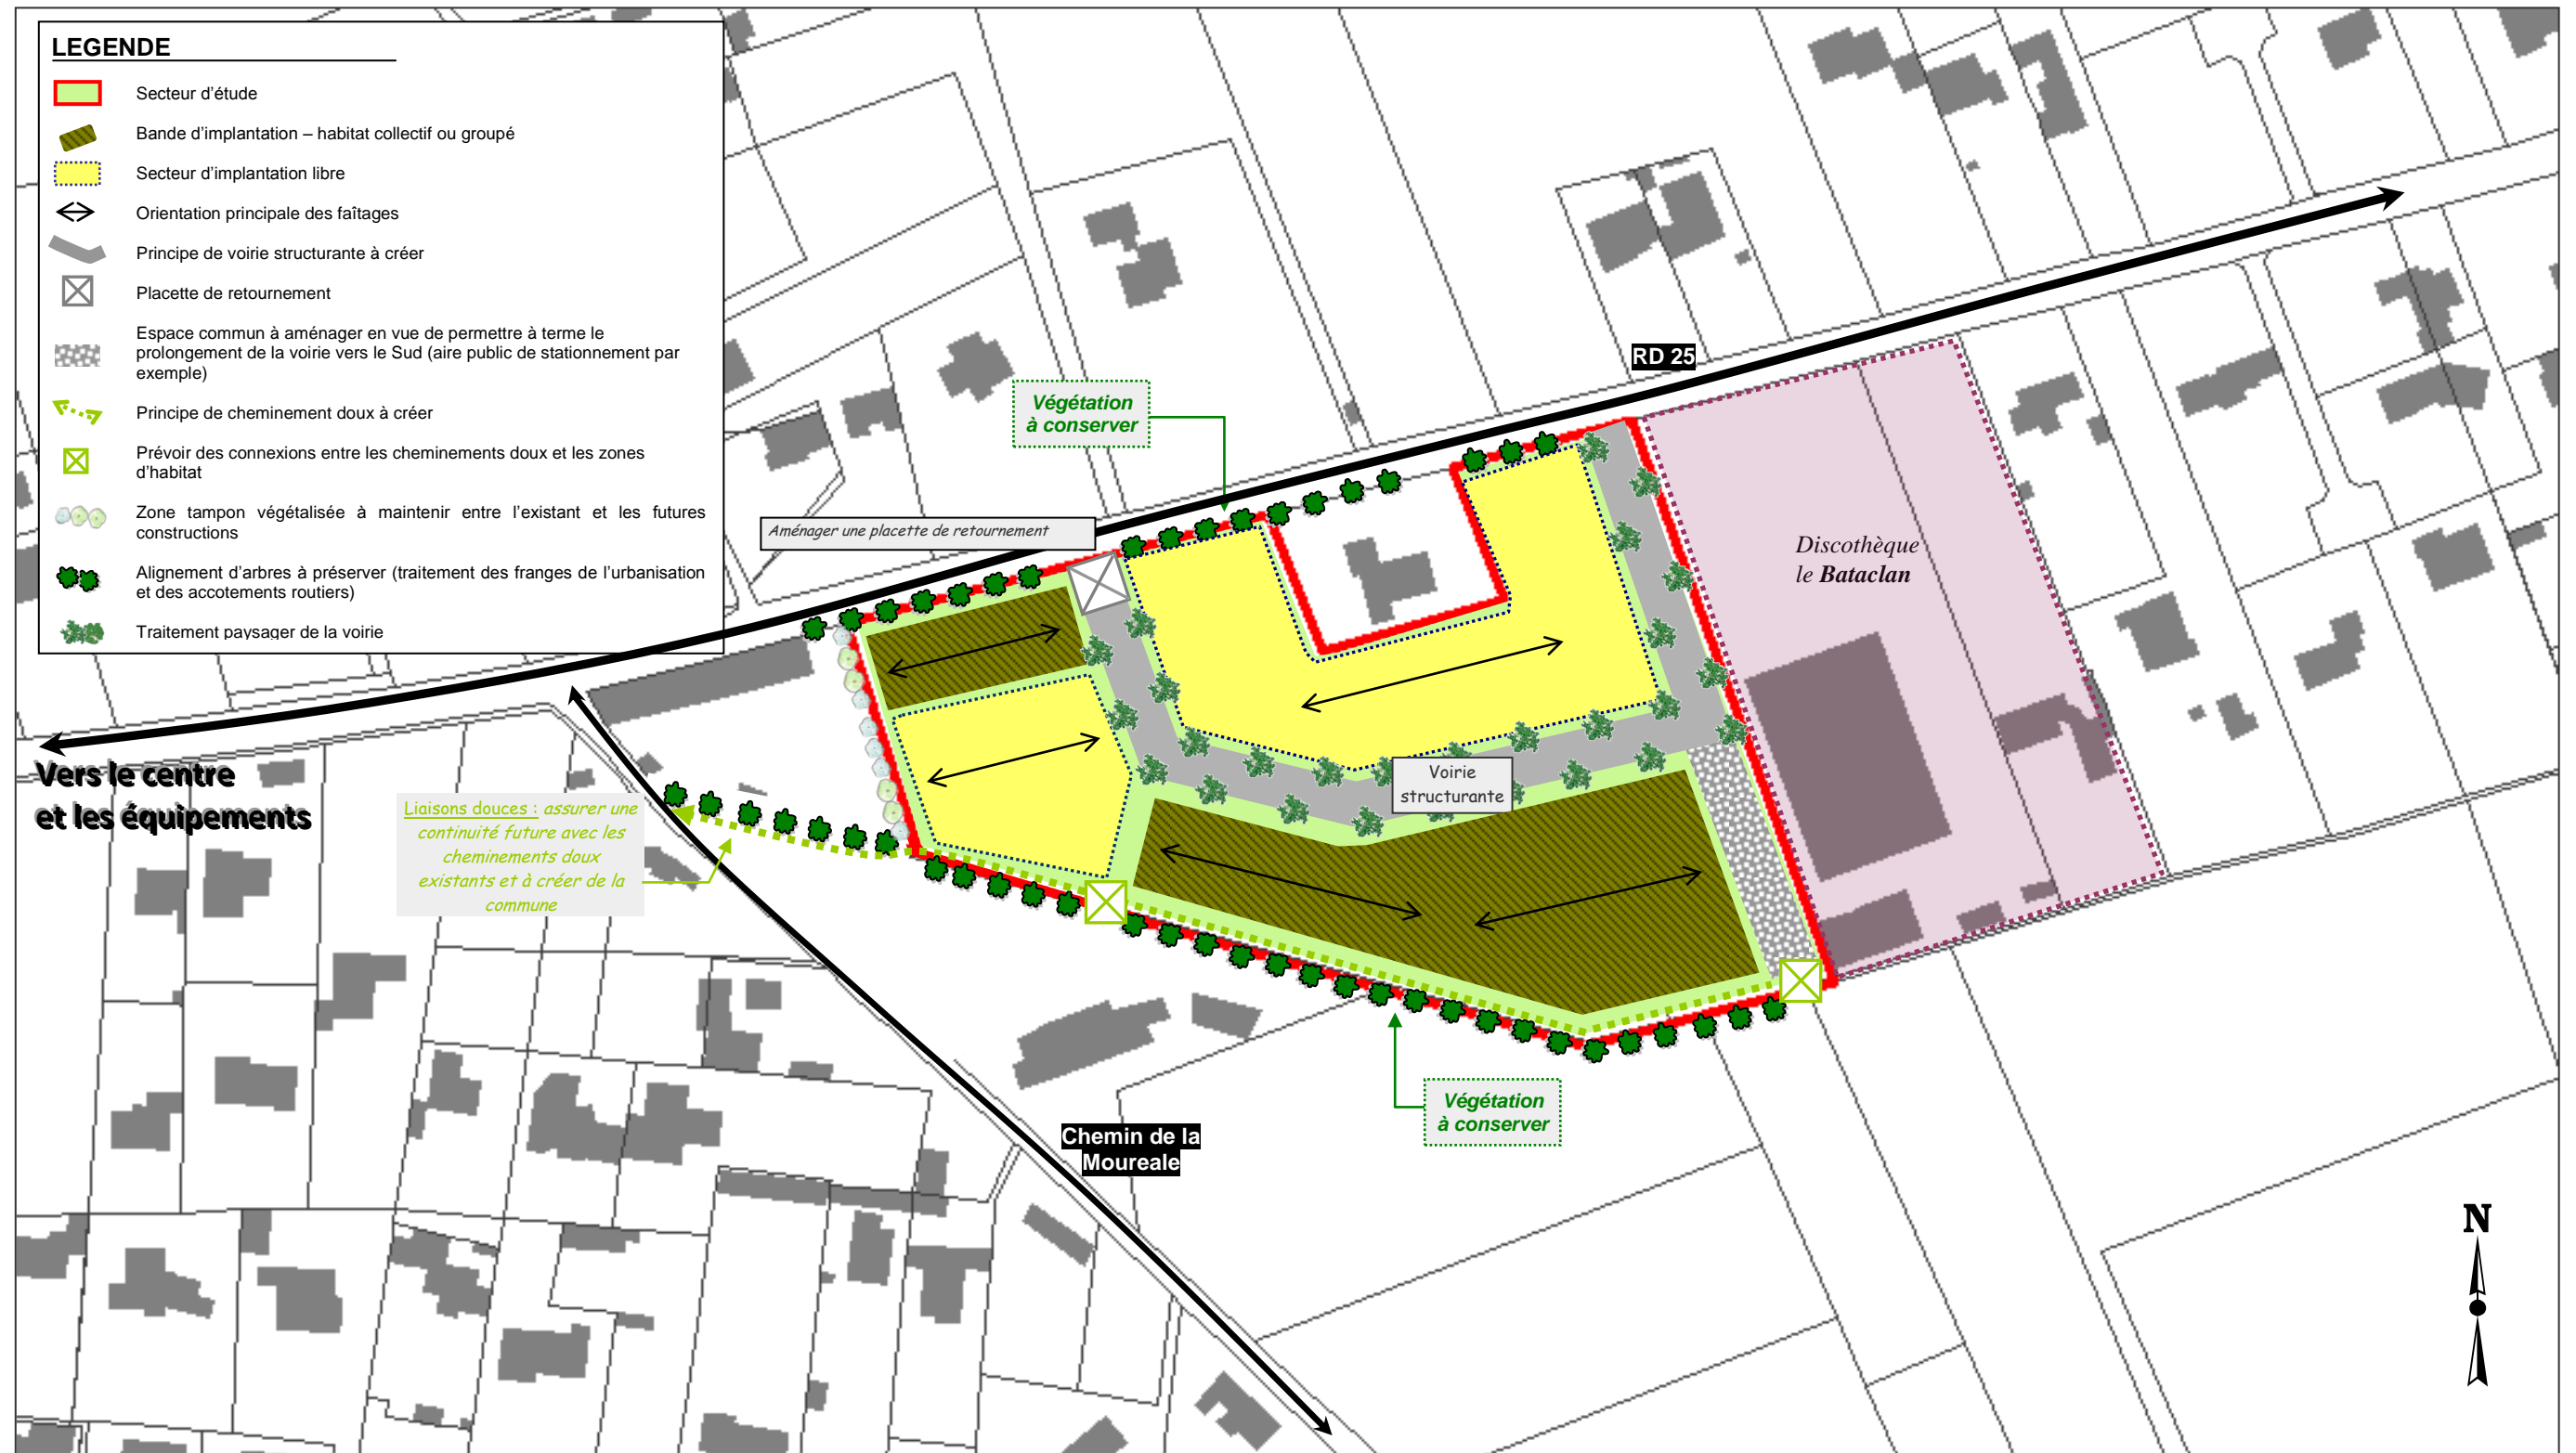 LEGENDE
Secteur d'étude
Bande d'implantation – habitat collectif ou groupé
Secteur d'implantation libre
Orientation principale des faîtages
Principe de voirie structurante à créer
Placette de retournement
Espace commun à aménager en vue de permettre à terme le
prolongement de la voirie vers le Sud (aire public de stationnement par
exemple)
Principe de cheminement doux à créer
Prévoir des connexions entre les cheminements doux et les zones
d'habitat
Zone tampon végétalisée à maintenir entre l'existant et les futures
constructions
Alignement d'arbres à préserver (traitement des franges de l'urbanisation
et des accotements routiers)
Traitement paysager de la voirie
RD 25
Végétation
à conserver
Aménager une placette de retournement
Discothèque
le Bataclan
Vers le centre
et les équipements
Voirie
structurante
Liaisons douces : assurer une
continuité future avec les
cheminements doux
existants et à créer de la
commune
Végétation
à conserver
Chemin de la
Moureale
N